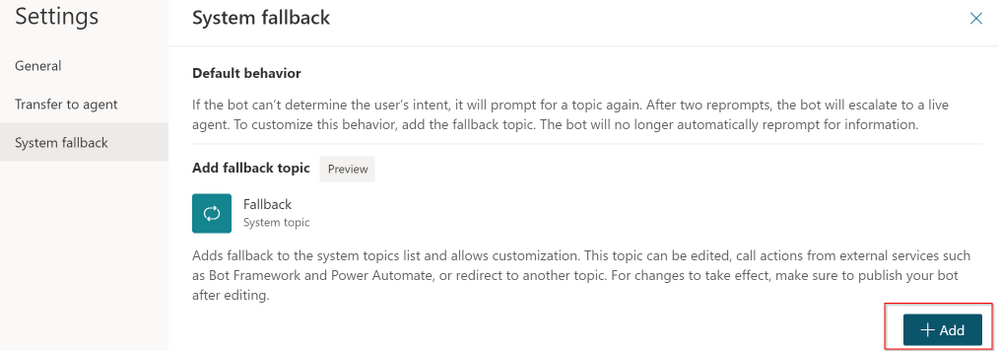 Settings
General
Transfer to agent
System fallback
System fallback
Default behavior
If the bot can't determine the user's intent, it will prompt for a topic again. After two reprompts, the bot will escalate to a live
agent. To customize this behavior, add the fallback topic. The bot will no longer automatically reprompt for information.
Add fallback topic Preview
Fallback
System topic
Adds fallback to the system topics list and allows customization. This topic can be edited, call actions from external services such
as Bot Framework and Power Automate, or redirect to another topic. For changes to take effect, make sure to publish your bot
after editing.
+ Add